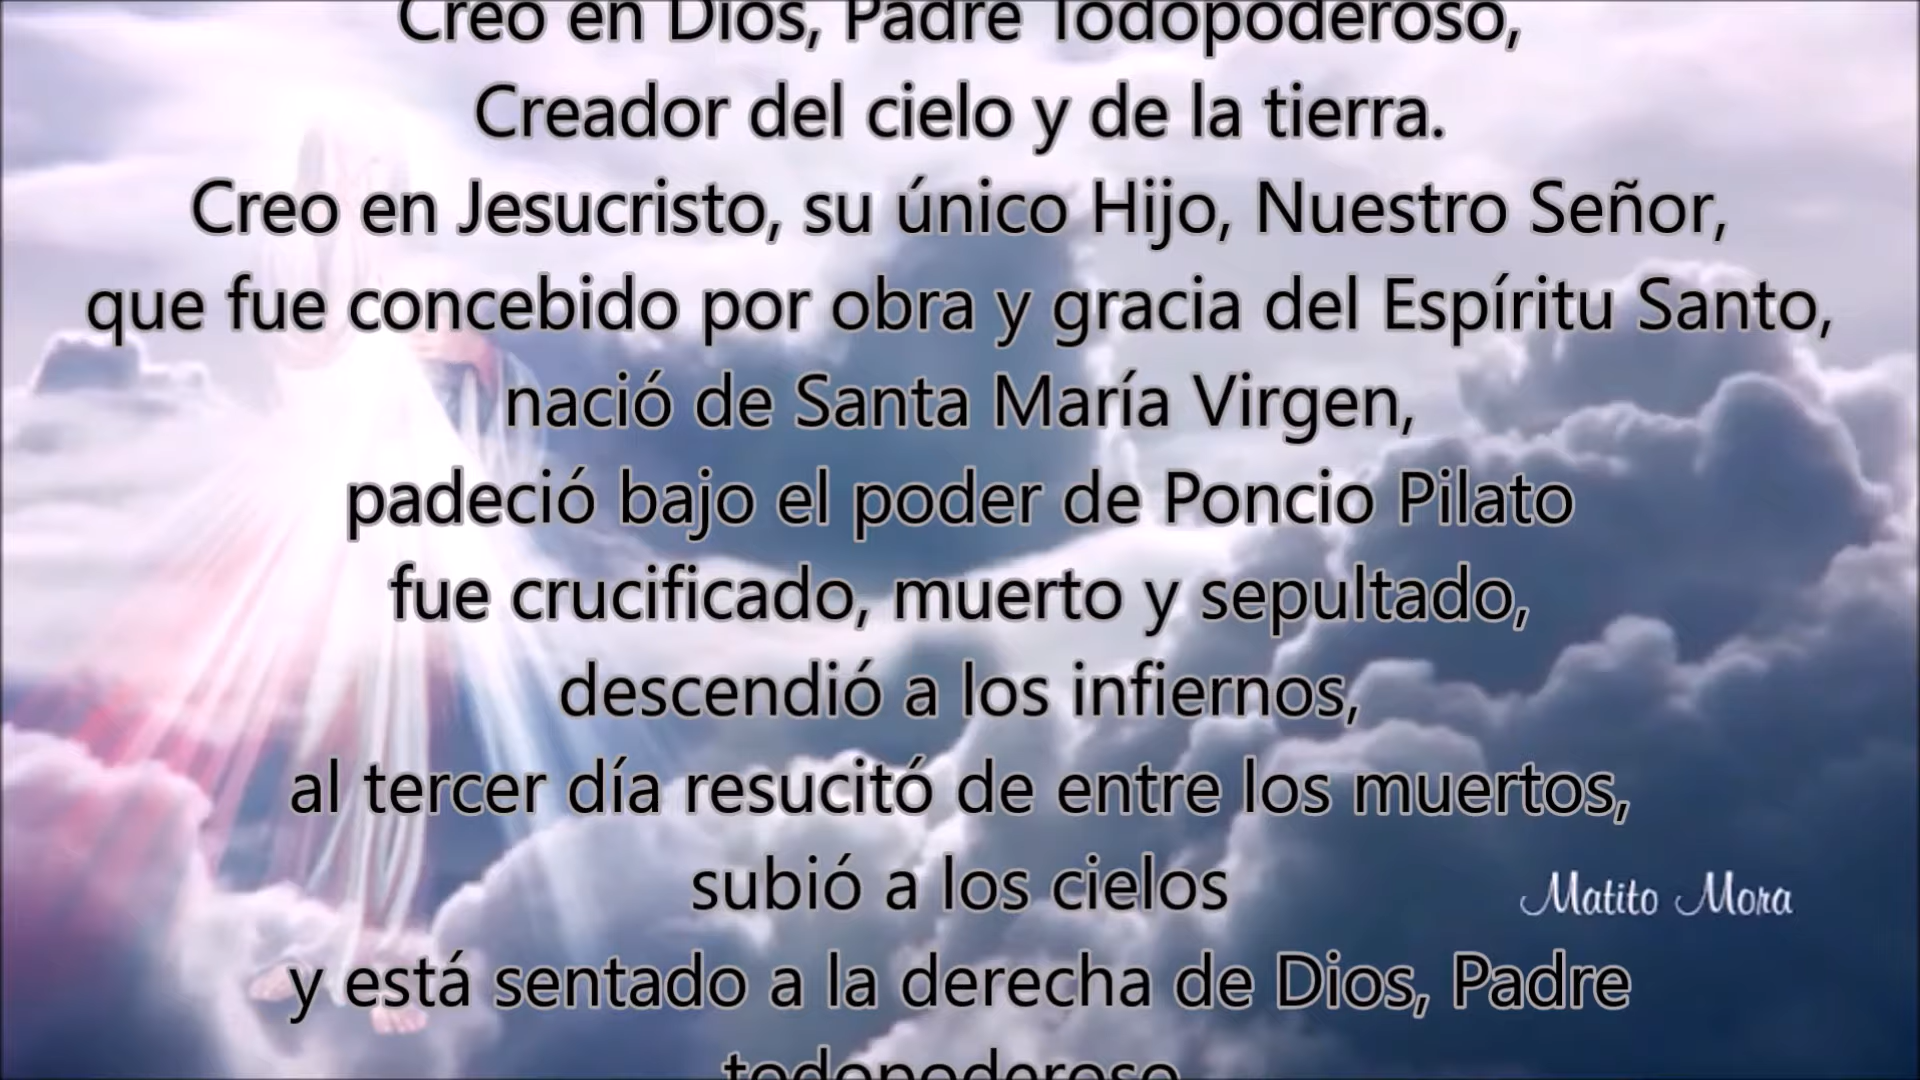 Creo en Dios, Padre Todopoderoso,
Creador del cielo y de la tierra.
Creo en Jesucristo, su único Hijo, Nuestro Señor,
que fue concebido por obra y gracia del Espíritu Santo,
nació de Santa María Virgen,
padeció bajo el poder de Poncio Pilato
fue crucificado, muerto y sepultado,
descendió a los infiernos,
al tercer día resucitó de entre los muertos,
subió a los cielos
Matito Mora
y está sentado a la derecha de Dios, Padre
todopoderoso